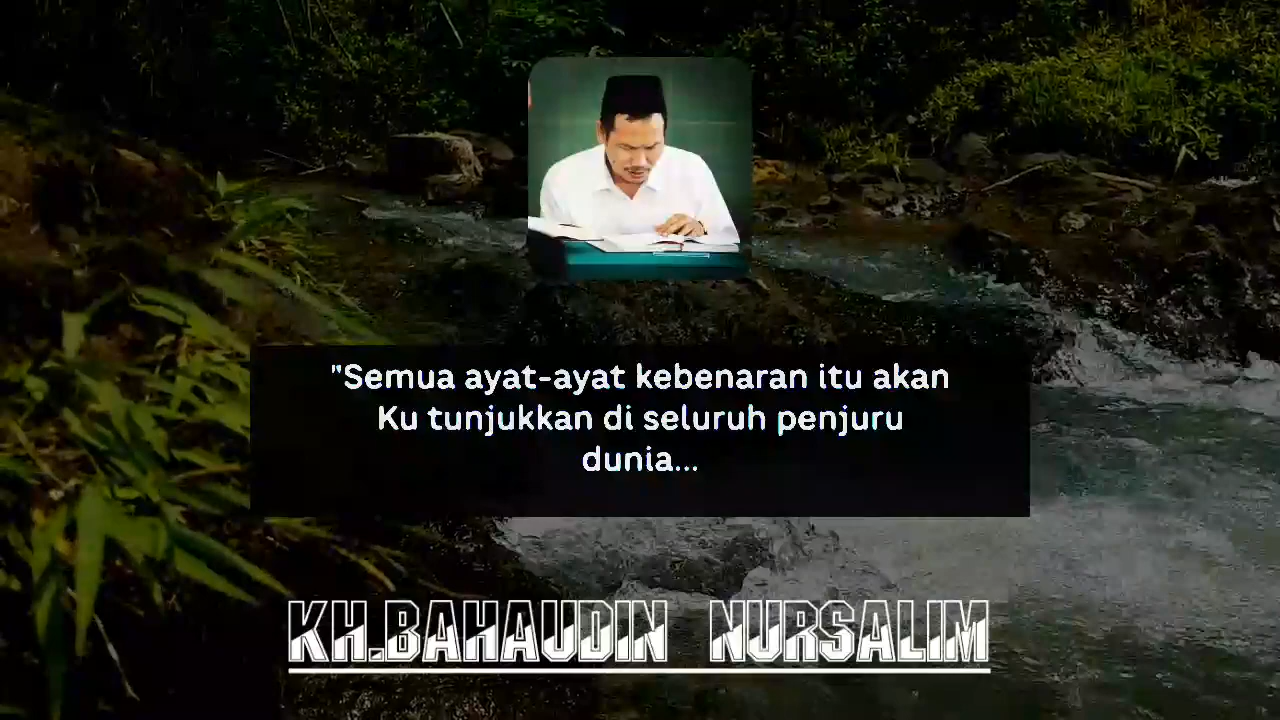 "Semua ayat-ayat kebenaran itu akan
Ku tunjukkan di seluruh penjuru
dunia...
KH.BAHAUDIN NURSALIM